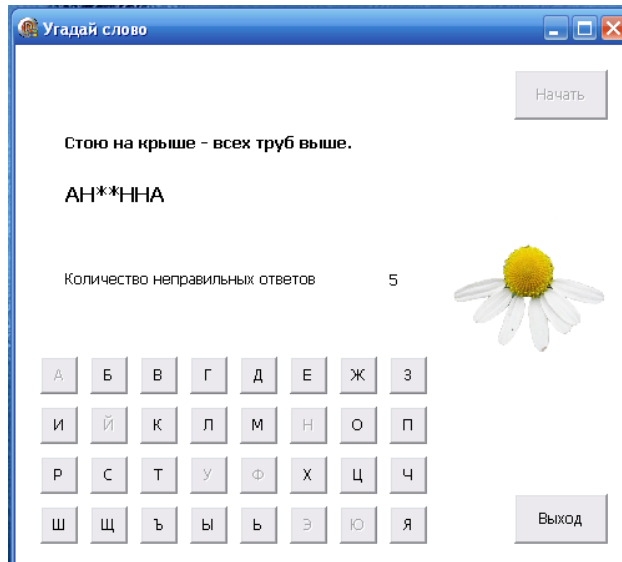 Угадай слово
Начать
Стою на крыше - всех труб выше.
АН**ННА
Количество неправильных ответов 5
А Б В Г Д Е Ж З
И Й К Л М Н О П
Р С Т У Ф Х Ц Ч
Ш Щ Ъ Ы Ь Э Ю Я
Выход